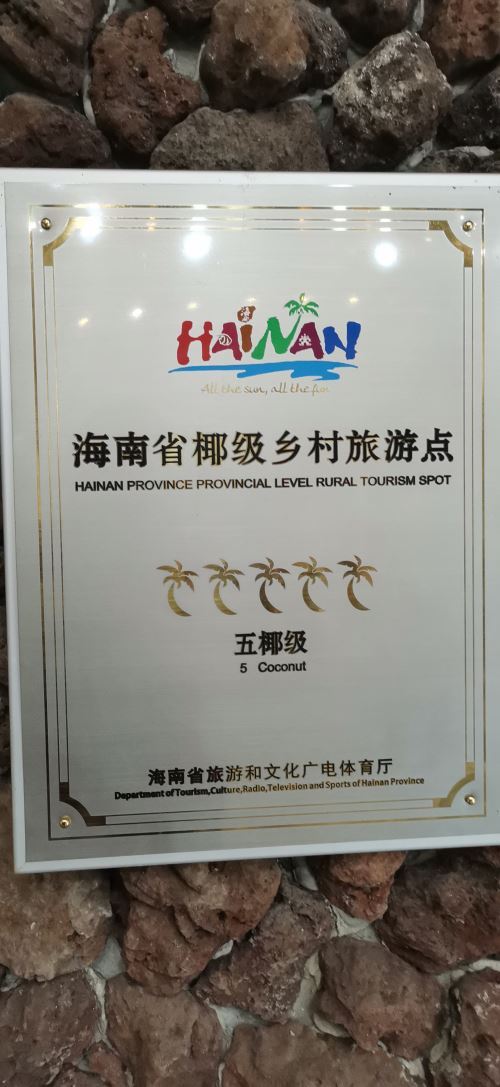 HAINAN
All the sun, all the fun
海南省椰级乡村旅游点
HAINAN PROVINCE PROVINCIAL LEVEL RURAL TOURISM SPOT
五椰级
5 Coconut
海南省旅游和文化广电体育厅
Department of Tourism,Culture,Radio,Television and Sports of Hainan Province